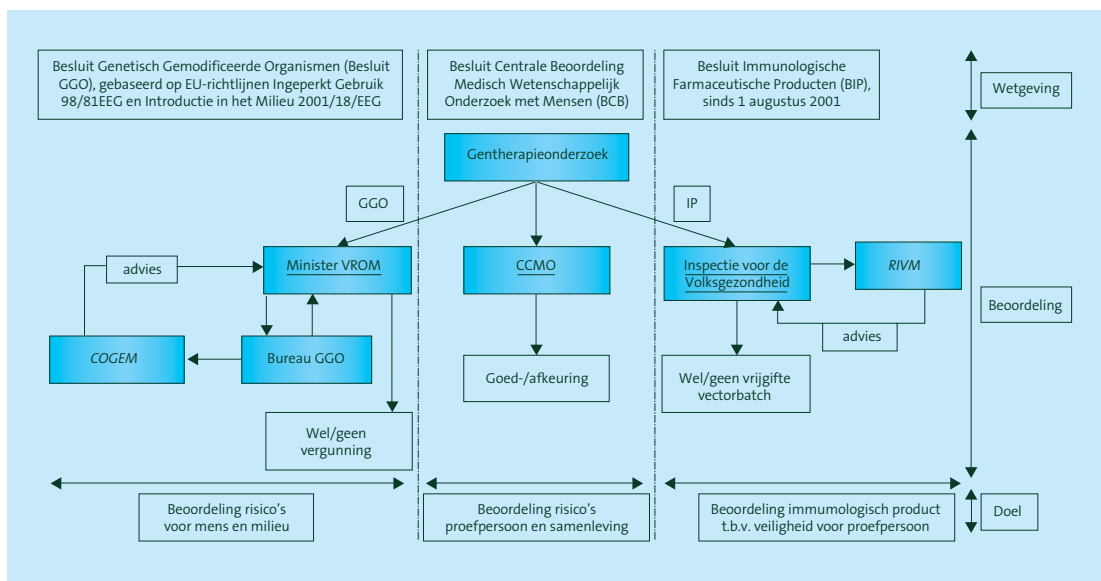 Besluit Genetisch Gemodificeerde Organismen (Besluit
GGO), gebaseerd op EU-richtlijnen Ingeperkt Gebruik
98/81EEG en Introductie in het Milieu 2001/18/EEG
Besluit Centrale Beoordeling
Medisch Wetenschappelijk
Onderzoek met Mensen (BCB)
Besluit Immunologische
Farmaceutische Producten (BIP),
sinds 1 augustus 2001
Wetgeving
Gentherapieonderzoek
GGO
IP
advies
Minister VROM
CCMO
Inspectie voor de
Volksgezondheid
RIVM
Beoordeling
advies
COGEM
Bureau GGO
Goed-/afkeuring
Wel/geen vrijgifte
vectorbatch
Wel/geen
vergunning
Beoordeling risico's
voor mens en milieu
Beoordeling risico's
proefpersoon en samenleving
Beoordeling immumologisch product
t.b.v. veiligheid voor proefpersoon
Doel